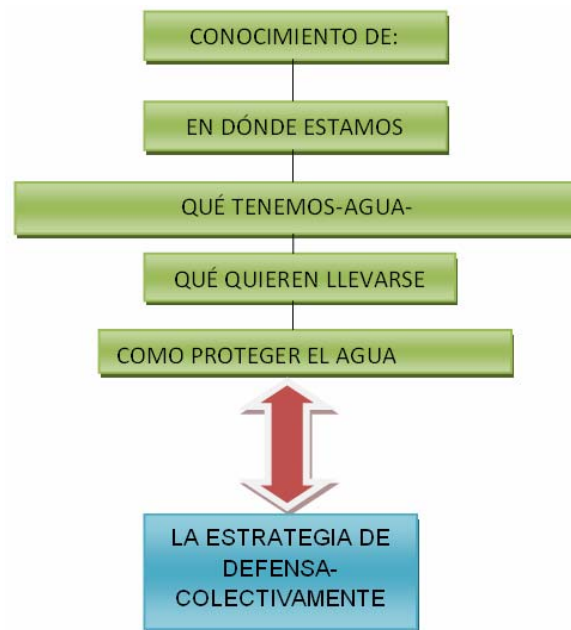 CONOCIMIENTO DE:
EN DÓNDE ESTAMOS
QUÉ TENEMOS-AGUA-
QUÉ QUIEREN LLEVARSE
COMO PROTEGER EL AGUA
LA ESTRATEGIA DE
DEFENSA-
COLECTIVAMENTE